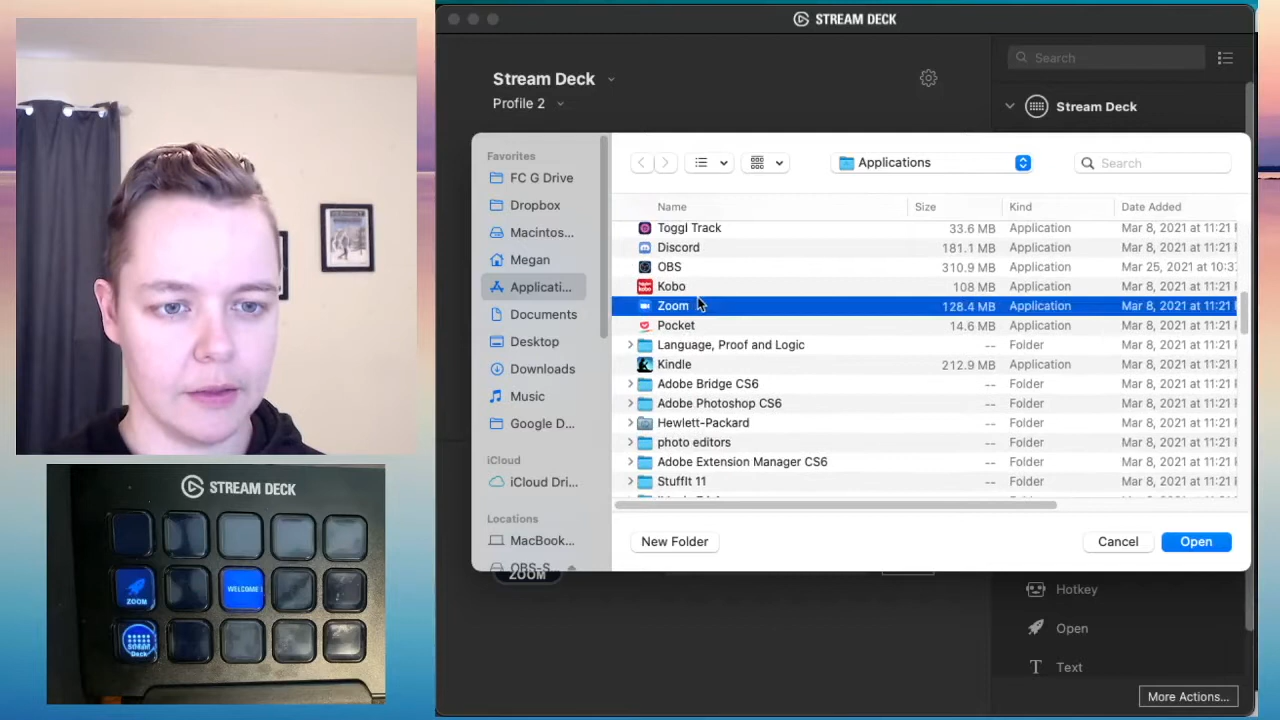 STREAM DECK
Search
Stream Deck
Profile 2
Stream Deck
Favorites
FC G Drive
Dropbox
Macintos...
Megan
Applicati...
Documents
Desktop
Downloads
Music
Google D...
iCloud
iCloud Dri...
Locations
MacBook...
OBS-S...
Applications
Search
Name Size Kind Date Added
Toggl Track 33.6 MB Application Mar 8, 2021 at 11:21
Discord 181.1 MB Application Mar 8, 2021 at 11:21
OBS 310.9 MB Application Mar 25, 2021 at 10:3
Kobo 108 MB Application Mar 8, 2021 at 11:21
Zoom 128.4 MB Application Mar 8, 2021 at 11:21
Pocket 14.6 MB Application Mar 8, 2021 at 11:21
Language, Proof and Logic -- Folder Mar 8, 2021 at 11:21
Kindle 212.9 MB Application Mar 8, 2021 at 11:21
Adobe Bridge CS6 -- Folder Mar 8, 2021 at 11:21
Adobe Photoshop CS6 -- Folder Mar 8, 2021 at 11:21
Hewlett-Packard -- Folder Mar 8, 2021 at 11:21
photo editors -- Folder Mar 8, 2021 at 11:21
Adobe Extension Manager CS6 -- Folder Mar 8, 2021 at 11:21
StuffIt 11 -- Folder Mar 8, 2021 at 11:21
New Folder Cancel Open
ZOOM
Hotkey
Open
Text
More Actions...
STREAM DECK
ZOOM
WELCOME
Stream
Deck